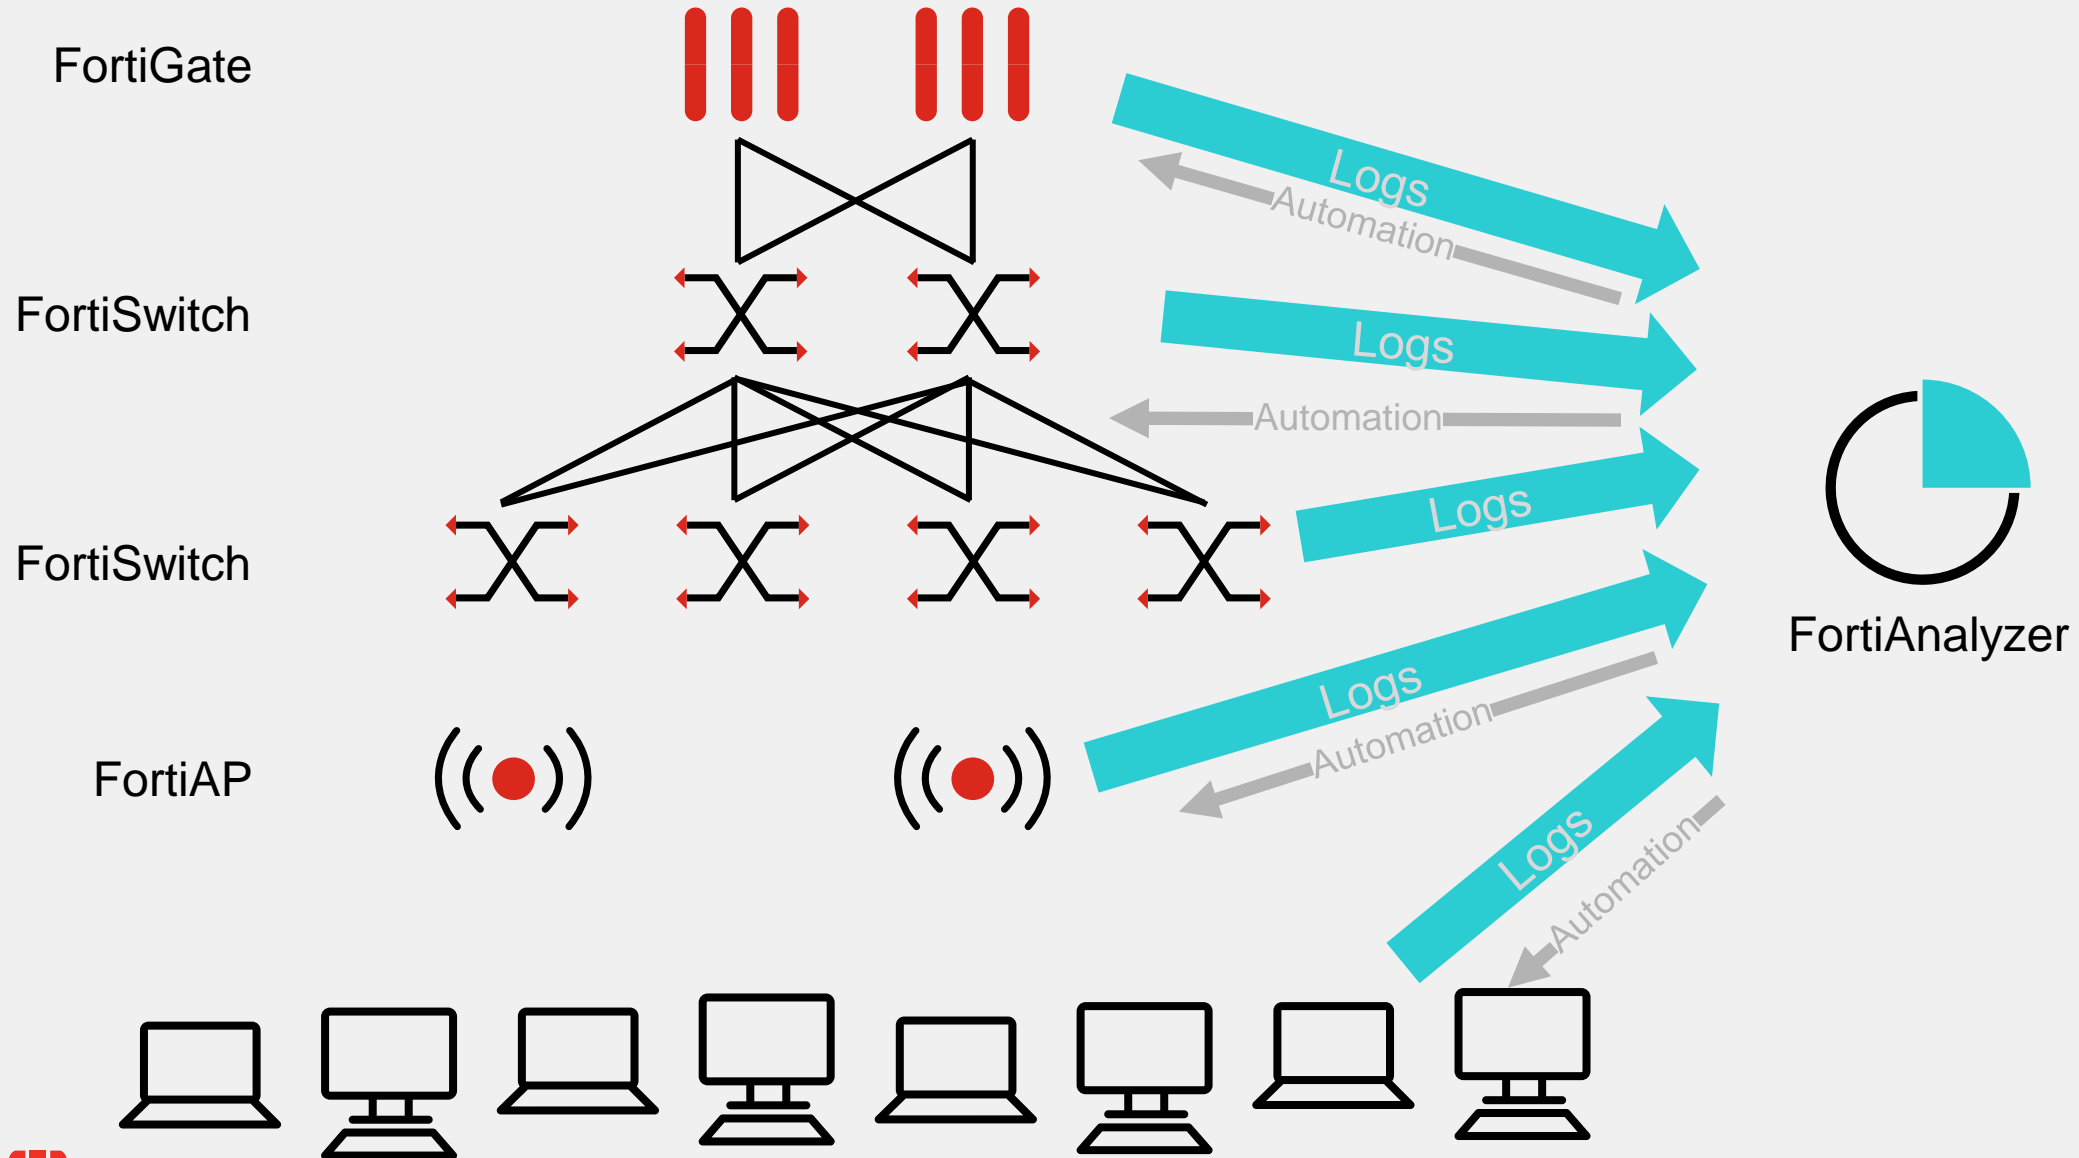 FortiGate
Logs
Automation
FortiSwitch
Logs
Automation
Logs
FortiSwitch
FortiAnalyzer
Logs
Automation
FortiAP
Logs
Automation